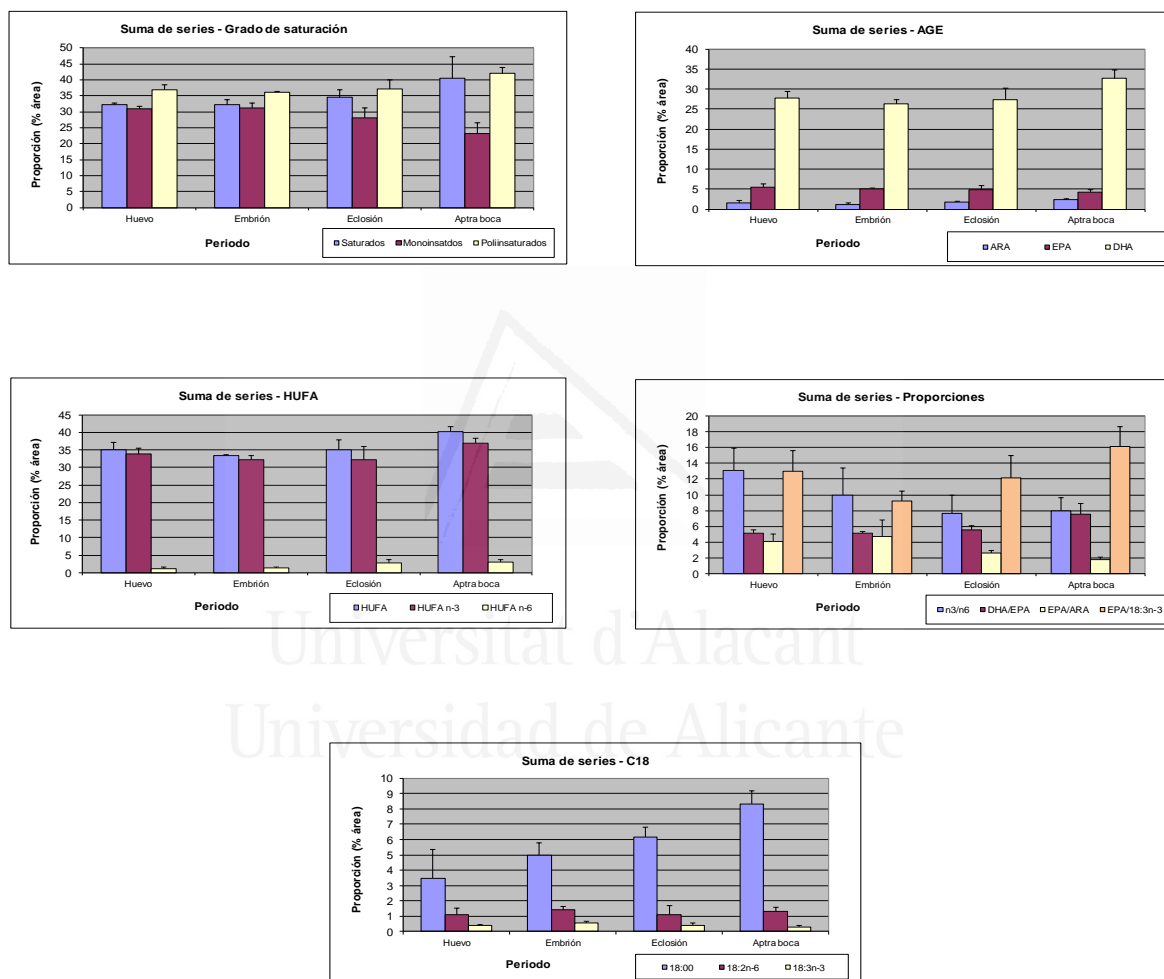 Suma de series - Grado de saturación
50
45
40
35
30
25
20
15
10
5
0
Proporción (% área)
Huevo Embrión Eclosión Aptra boca
Periodo
Saturados Monoinsatdos Poliinsaturados
Suma de series - AGE
40
35
30
25
20
15
10
5
0
Proporción (% área)
Huevo Embrión Eclosión Aptra boca
Periodo
ARA EPA DHA
Suma de series - HUFA
45
40
35
30
25
20
15
10
5
0
Proporción (% área)
Huevo Embrión Eclosión Aptra boca
Periodo
HUFA HUFA n-3 HUFA n-6
Suma de series - Proporciones
20
18
16
14
12
10
8
6
4
2
0
Proporción (% área)
Huevo Embrión Eclosión Aptra boca
Periodo
n3/n6 DHA/EPA EPA/ARA EPA/18:3n-3
Universitat d'Alacant
Universidad de Alicante
Suma de series - C18
10
9
8
7
6
5
4
3
2
1
0
Proporción (% área)
Huevo Embrión Eclosión Aptra boca
Periodo
18:00 18:2n-6 18:3n-3